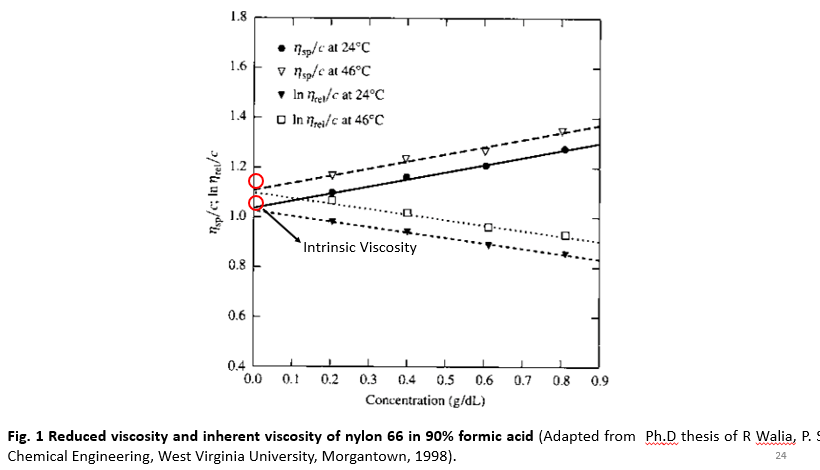 1.8
1.6
1.4
1.2
1.0
0.8
0.6
0.4
ηsp/c; ln ηrel/c
● ηsp/c at 24°C
▽ ηsp/c at 46°C
▼ ln ηrel/c at 24°C
□ ln ηrel/c at 46°C
Intrinsic Viscosity
0.0 0.1 0.2 0.3 0.4 0.5 0.6 0.7 0.8 0.9
Concentration (g/dL)
Fig. 1 Reduced viscosity and inherent viscosity of nylon 66 in 90% formic acid (Adapted from Ph.D thesis of R Walia, P. S
Chemical Engineering, West Virginia University, Morgantown, 1998).
24